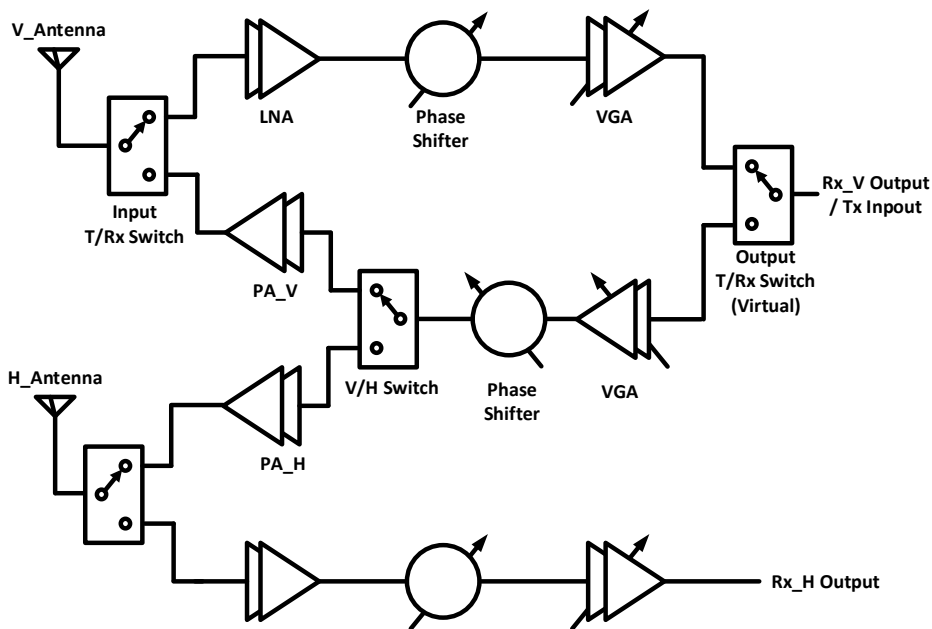 V_Antenna
LNA
Phase
Shifter
VGA
Input
T/Rx Switch
Rx_V Output
/ Tx Inpout
PA_V
Output
T/Rx Switch
(Virtual)
H_Antenna
V/H Switch
Phase
Shifter
VGA
PA_H
Rx_H Output